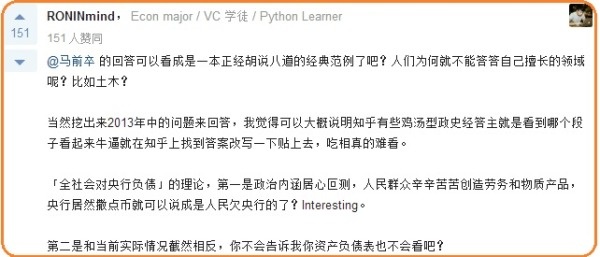 RONINmind，Econ major / VC 学徒 / Python Learner
151
151 人赞同
@马前卒 的回答可以看成是一本正经胡说八道的经典范例了吧？人们为何就不能答答自己擅长的领域
呢？比如土木？
当然挖出来2013年中的问题来回答，我觉得可以大概说明知乎有些鸡汤型政史经答主就是看到哪个段
子看起来牛逼就在知乎上找到答案改写一下贴上去，吃相真的难看。
「全社会对央行负债」的理论，第一是政治内涵居心叵测，人民群众辛辛苦苦创造劳务和物质产品，
央行居然撒点币就可以说成是人民欠央行的了？Interesting。
第二是和当前实际情况截然相反，你不会告诉我你资产负债表也不会看吧？